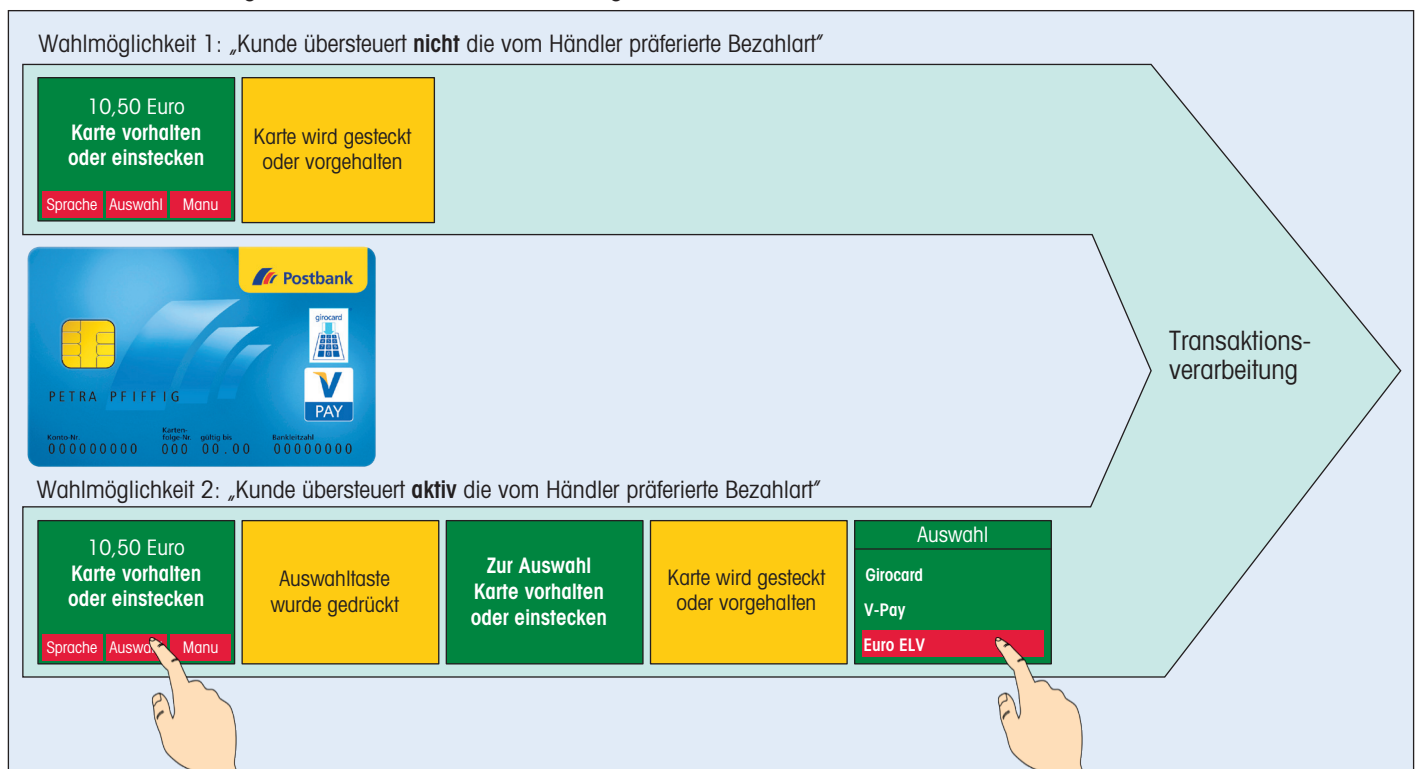 Wahlmöglichkeit 1: „Kunde übersteuert nicht die vom Händler präferierte Bezahlart“
10,50 Euro
Karte vorhalten
oder einstecken
Sprache Auswahl Manu
Karte wird gesteckt
oder vorgehalten
Postbank
girocard
V
PAY
PETRA PFIFFIG
Konto-Nr. Karten-
folge-Nr. gültig bis Bankleitzahl
000000000 000 00.00 00000000
Transaktions-
verarbeitung
Wahlmöglichkeit 2: „Kunde übersteuert aktiv die vom Händler präferierte Bezahlart“
10,50 Euro
Karte vorhalten
oder einstecken
Sprache Auswa Manu
Auswahltaste
wurde gedrückt
Zur Auswahl
Karte vorhalten
oder einstecken
Karte wird gesteckt
oder vorgehalten
Auswahl
Girocard
V-Pay
Euro ELV